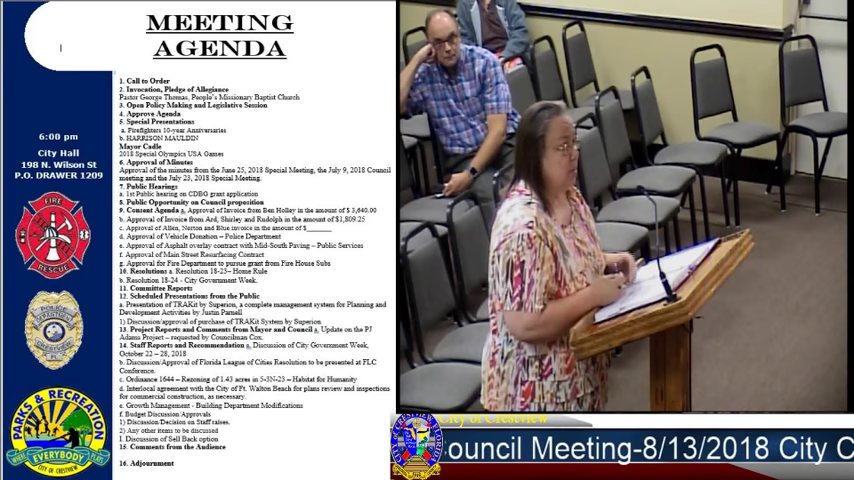 MEETING
AGENDA
1. Call to Order
2. Invocation, Pledge of Allegiance
Pastor George Thomas, People's Missionary Baptist Church
3. Open Policy Making and Legislative Session
4. Approve Agenda
5. Special Presentations
a. Firefighters 10-year Anniversaries
b. HARRISON MAULDIN
Mayor Cadle
2018 Special Olympics USA Games
6. Approval of Minutes
Approval of the minutes from the June 25, 2018 Special Meeting, the July 9, 2018 Council
meeting and the July 23, 2018 Special Meeting.
7. Public Hearings
a. 1st Public hearing on CDBG grant application
8. Public Opportunity on Council proposition
9. Consent Agenda a. Approval of Invoice from Ben Holley in the amount of $ 3,640.00
b. Approval of Invoice from Ard, Shirley and Rudolph in the amount of $1,809.25
c. Approval of Allen, Norton and Blue invoice in the amount of $______
d. Approval of Vehicle Donation – Police Department
e. Approval of Asphalt overlay contract with Mid-South Paving – Public Services
f. Approval of Main Street Resurfacing Contract
g. Approval for Fire Department to pursue grant from Fire House Subs
10. Resolutions a. Resolution 18-23– Home Rule
b. Resolution 18-24 - City Government Week.
11. Committee Reports
12. Scheduled Presentations from the Public
a. Presentation of TRAKit by Superion, a complete management system for Planning and
Development Activities by Justin Parnell
1) Discussion/approval of purchase of TRAKit System by Superion
13. Project Reports and Comments from Mayor and Council a. Update on the PJ
Adams Project – requested by Councilman Cox.
14. Staff Reports and Recommendation a. Discussion of City Government Week,
October 22 – 28, 2018
b. Discussion/Approval of Florida League of Cities Resolution to be presented at FLC
Conference.
c. Ordinance 1644 – Rezoning of 1.43 acres in 5-3N-23 – Habitat for Humanity
d. Interlocal agreement with the City of Ft. Walton Beach for plans review and inspections
for commercial construction, as necessary.
e. Growth Management - Building Department Modifications
f. Budget Discussion/Approvals
1) Discussion/Decision on Staff raises.
2) Any other items to be discussed
I. Discussion of Sell Back option
15. Comments from the Audience
16. Adjournment
6:00 pm
City Hall
198 N. Wilson St
P.O. DRAWER 1209
FIRE
RESCUE
POLICE
PARKS & RECREATION
WHERE EVERYBODY PLAYS
CITY OF CRESTVIEW
City of Crestview
Council Meeting-8/13/2018 City C